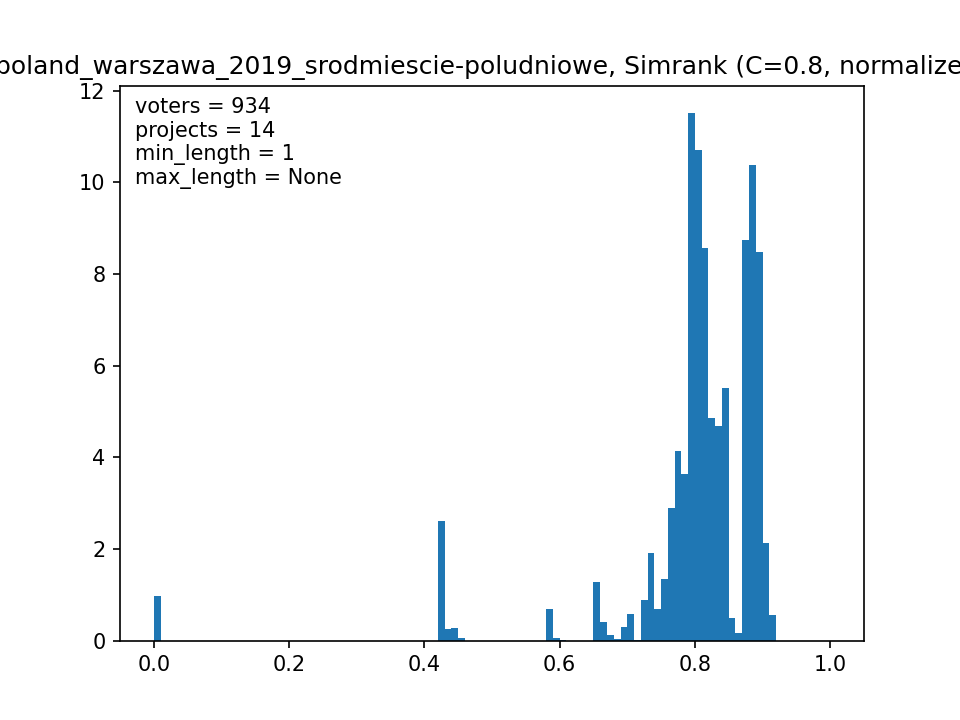 poland_warszawa_2019_srodmiescie-poludniowe, Simrank (C=0.8, normalize
voters = 934
projects = 14
min_length = 1
max_length = None
12
10
8
6
4
2
0
0.0 0.2 0.4 0.6 0.8 1.0